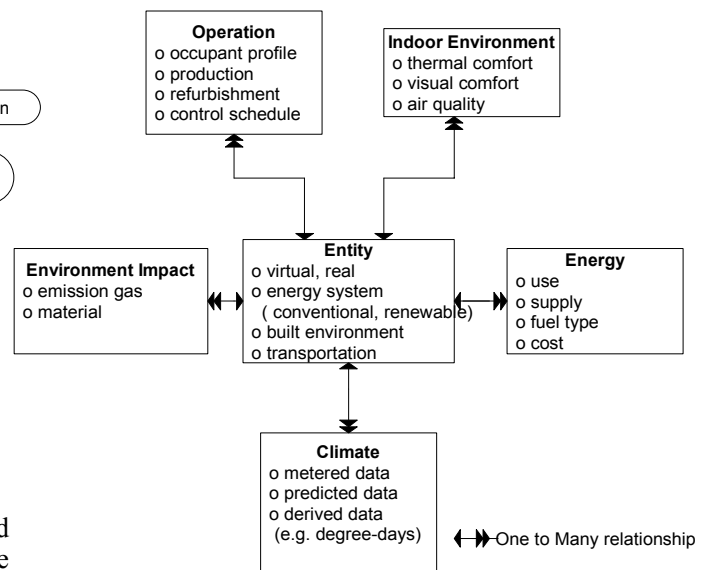 Operation
o occupant profile
o production
o refurbishment
o control schedule
Indoor Environment
o thermal comfort
o visual comfort
o air quality
n
Environment Impact
o emission gas
o material
Entity
o virtual, real
o energy system
( conventional, renewable)
o built environment
o transportation
Energy
o use
o supply
o fuel type
o cost
Climate
o metered data
o predicted data
o derived data
(e.g. degree-days)
One to Many relationship
d
e